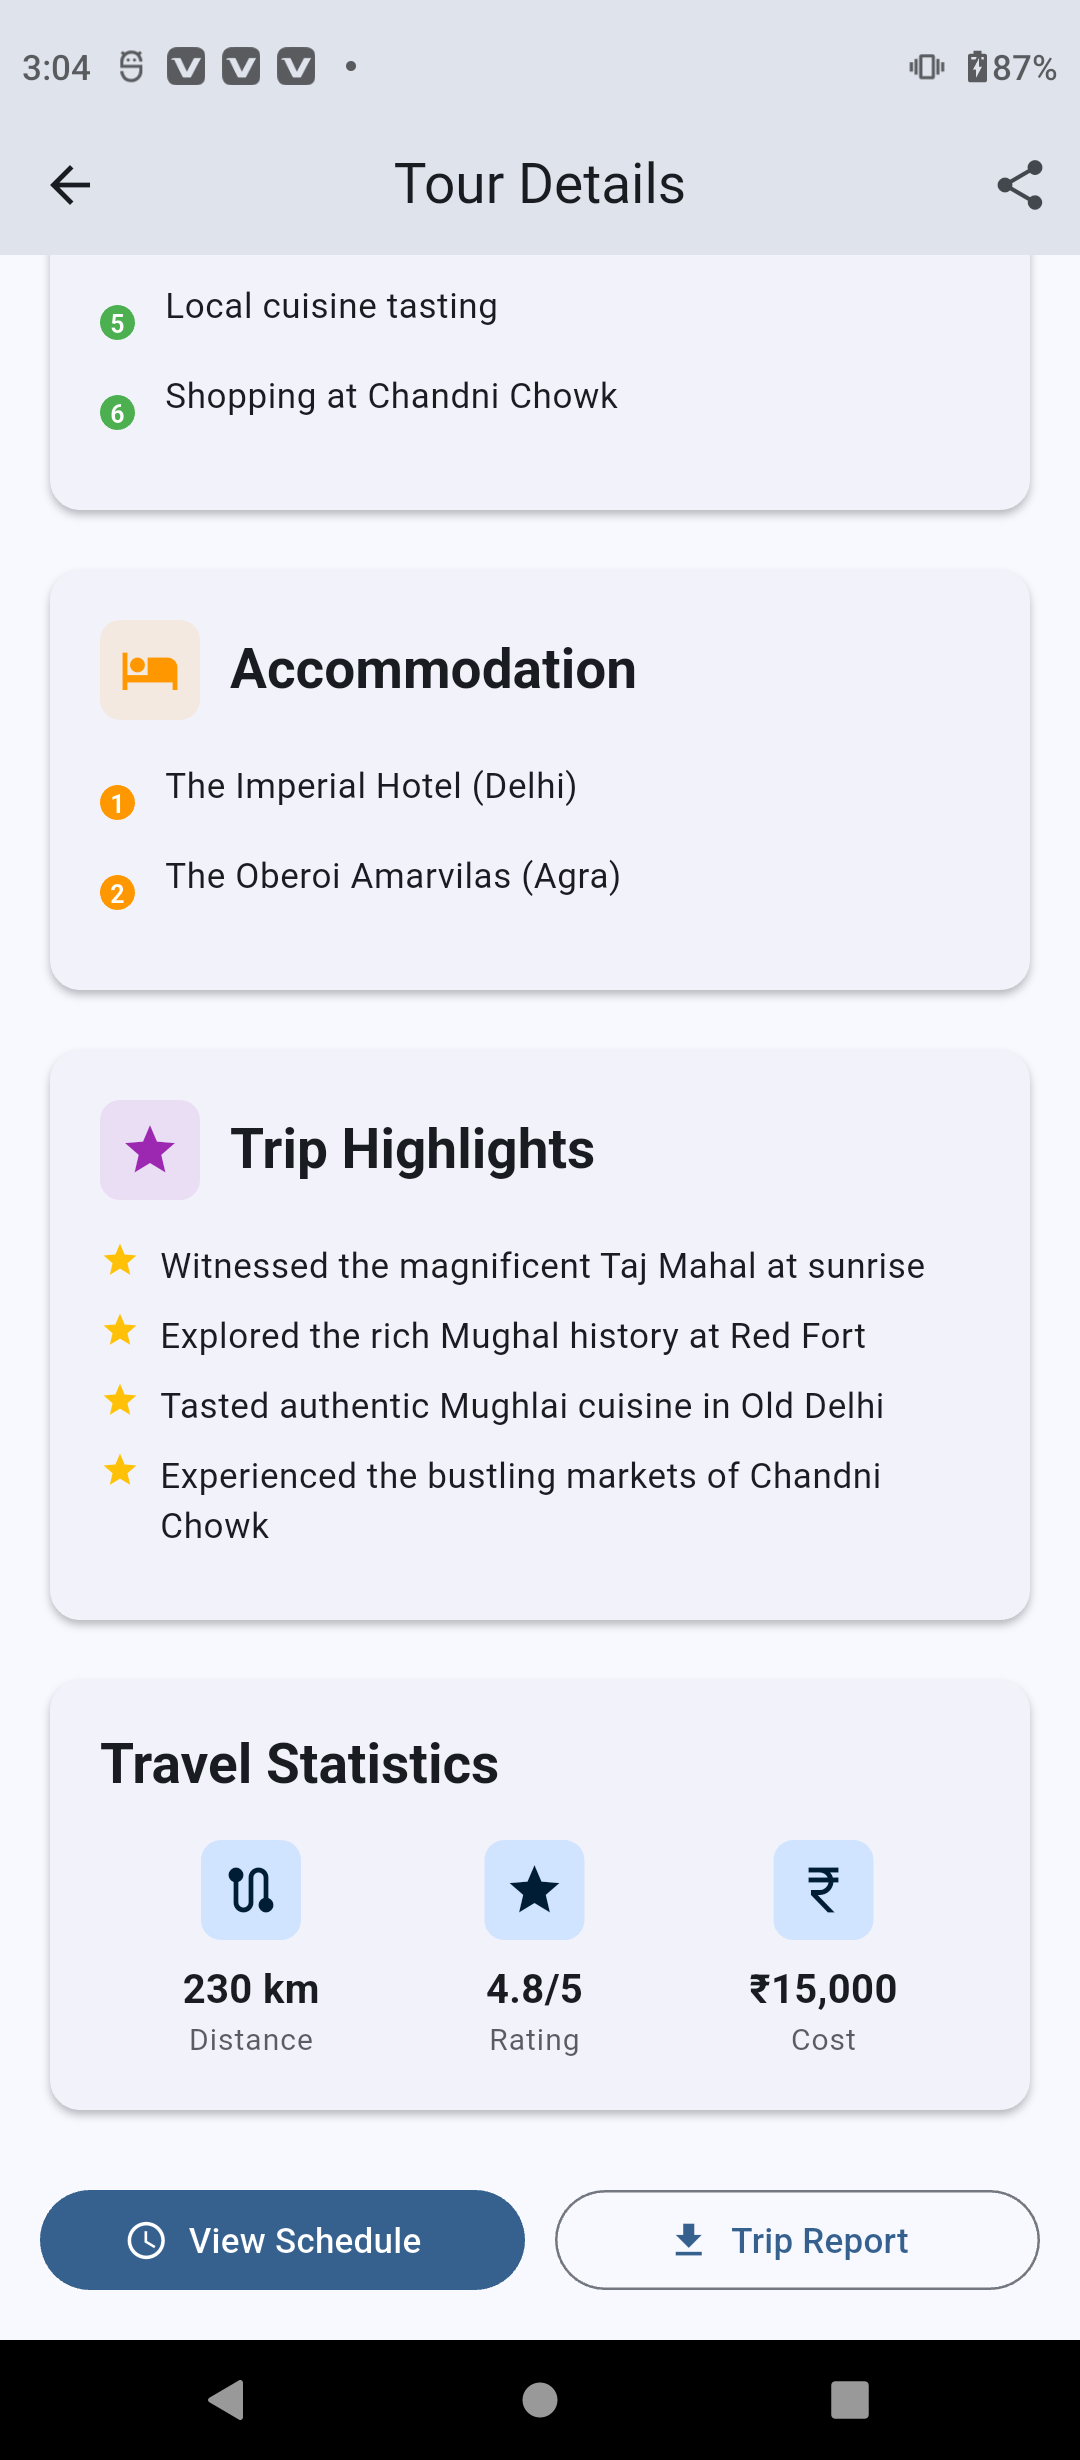 3:04
87%
Tour Details
5 Local cuisine tasting
6 Shopping at Chandni Chowk
Accommodation
1 The Imperial Hotel (Delhi)
2 The Oberoi Amarvilas (Agra)
Trip Highlights
Witnessed the magnificent Taj Mahal at sunrise
Explored the rich Mughal history at Red Fort
Tasted authentic Mughlai cuisine in Old Delhi
Experienced the bustling markets of Chandni
Chowk
Travel Statistics
₹
230 km 4.8/5 ₹15,000
Distance Rating Cost
View Schedule Trip Report